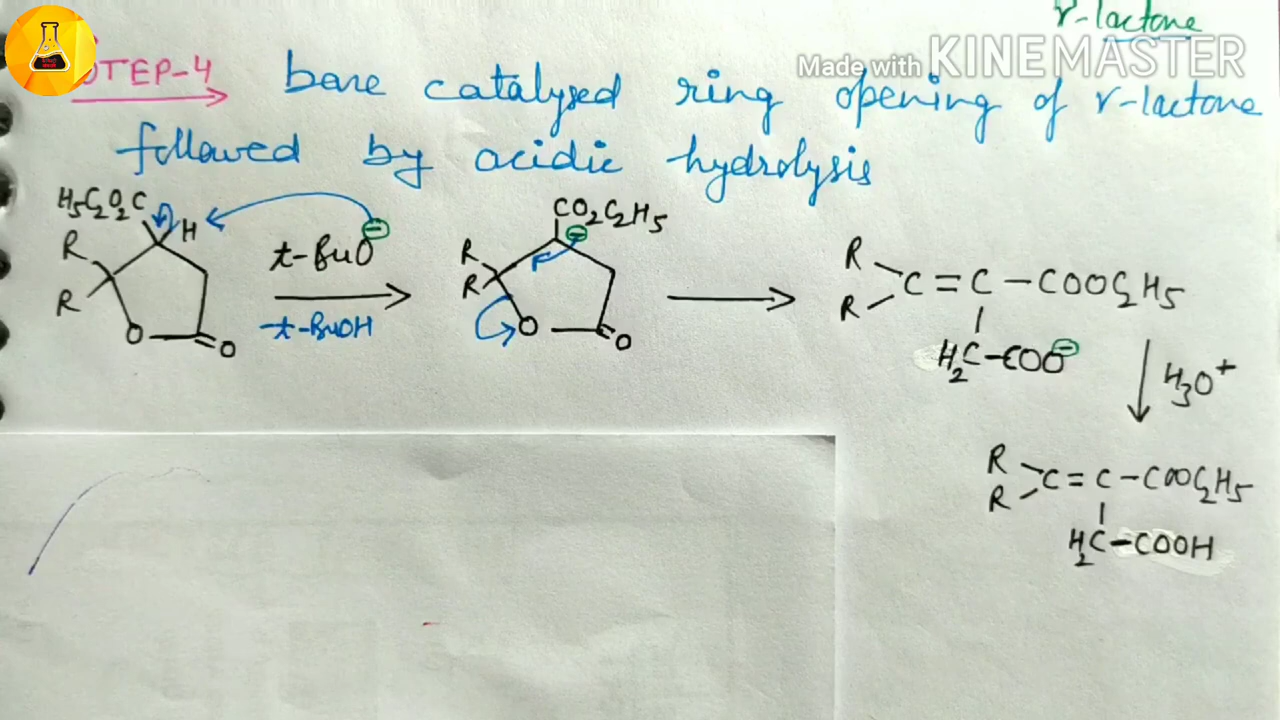 γ-lactone
Made with KINEMASTER
STEP-4 base catalysed ring opening of γ-lactone
followed by acidic hydrolysis
H₅C₂O₂C H R R O O
t-BuO⊖
-t-BuOH
CO₂C₂H₅ ⊖ R R O O
R R C=C-COOC₂H₅
H₂C-COO⊖
H₃O⁺
R R C=C-COOC₂H₅
H₂C-COOH